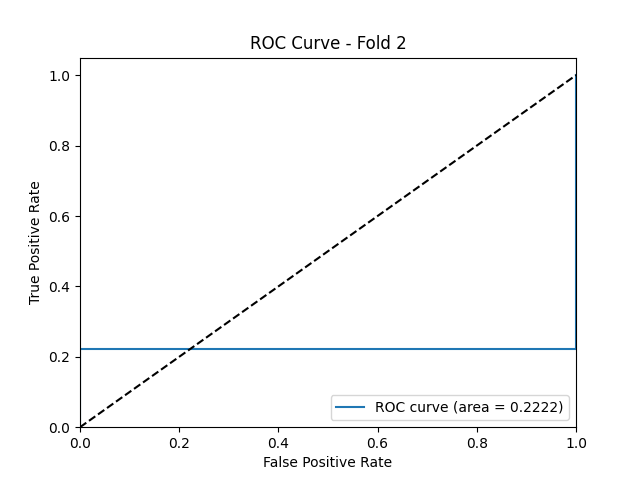 ROC Curve - Fold 2
True Positive Rate
1.0
0.8
0.6
0.4
0.2
0.0
ROC curve (area = 0.2222)
0.0 0.2 0.4 0.6 0.8 1.0
False Positive Rate